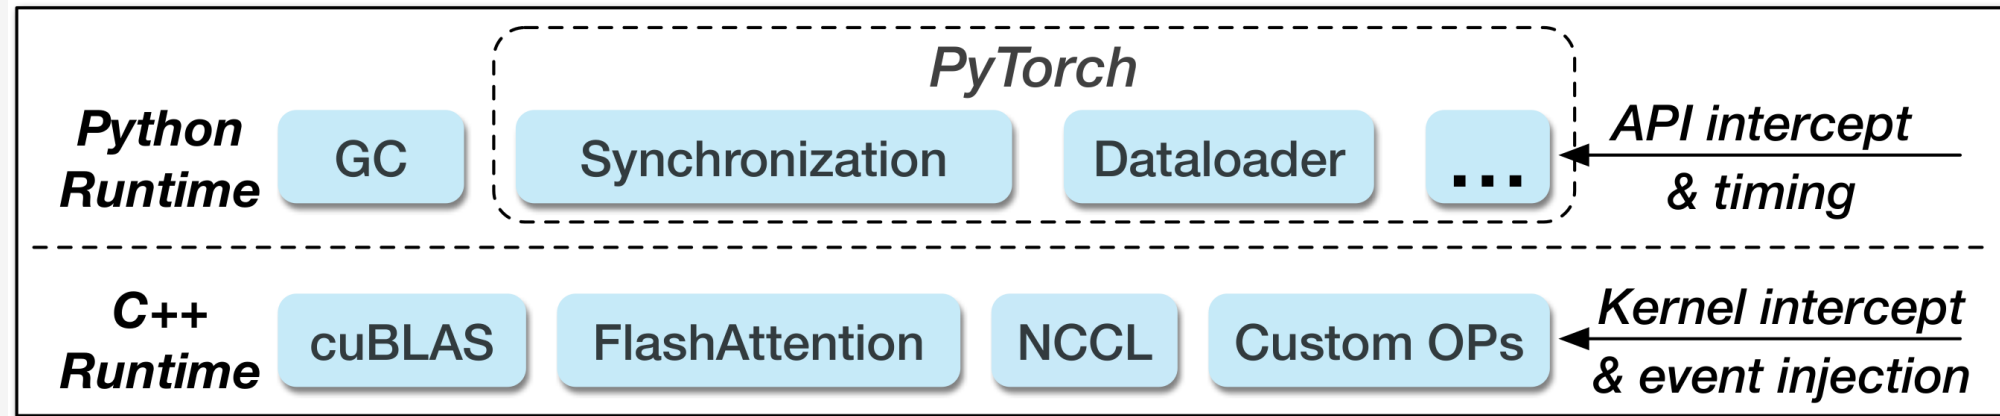 PyTorch
Python
Runtime
GC
Synchronization
Dataloader
...
API intercept
& timing
C++
Runtime
cuBLAS
FlashAttention
NCCL
Custom OPs
Kernel intercept
& event injection